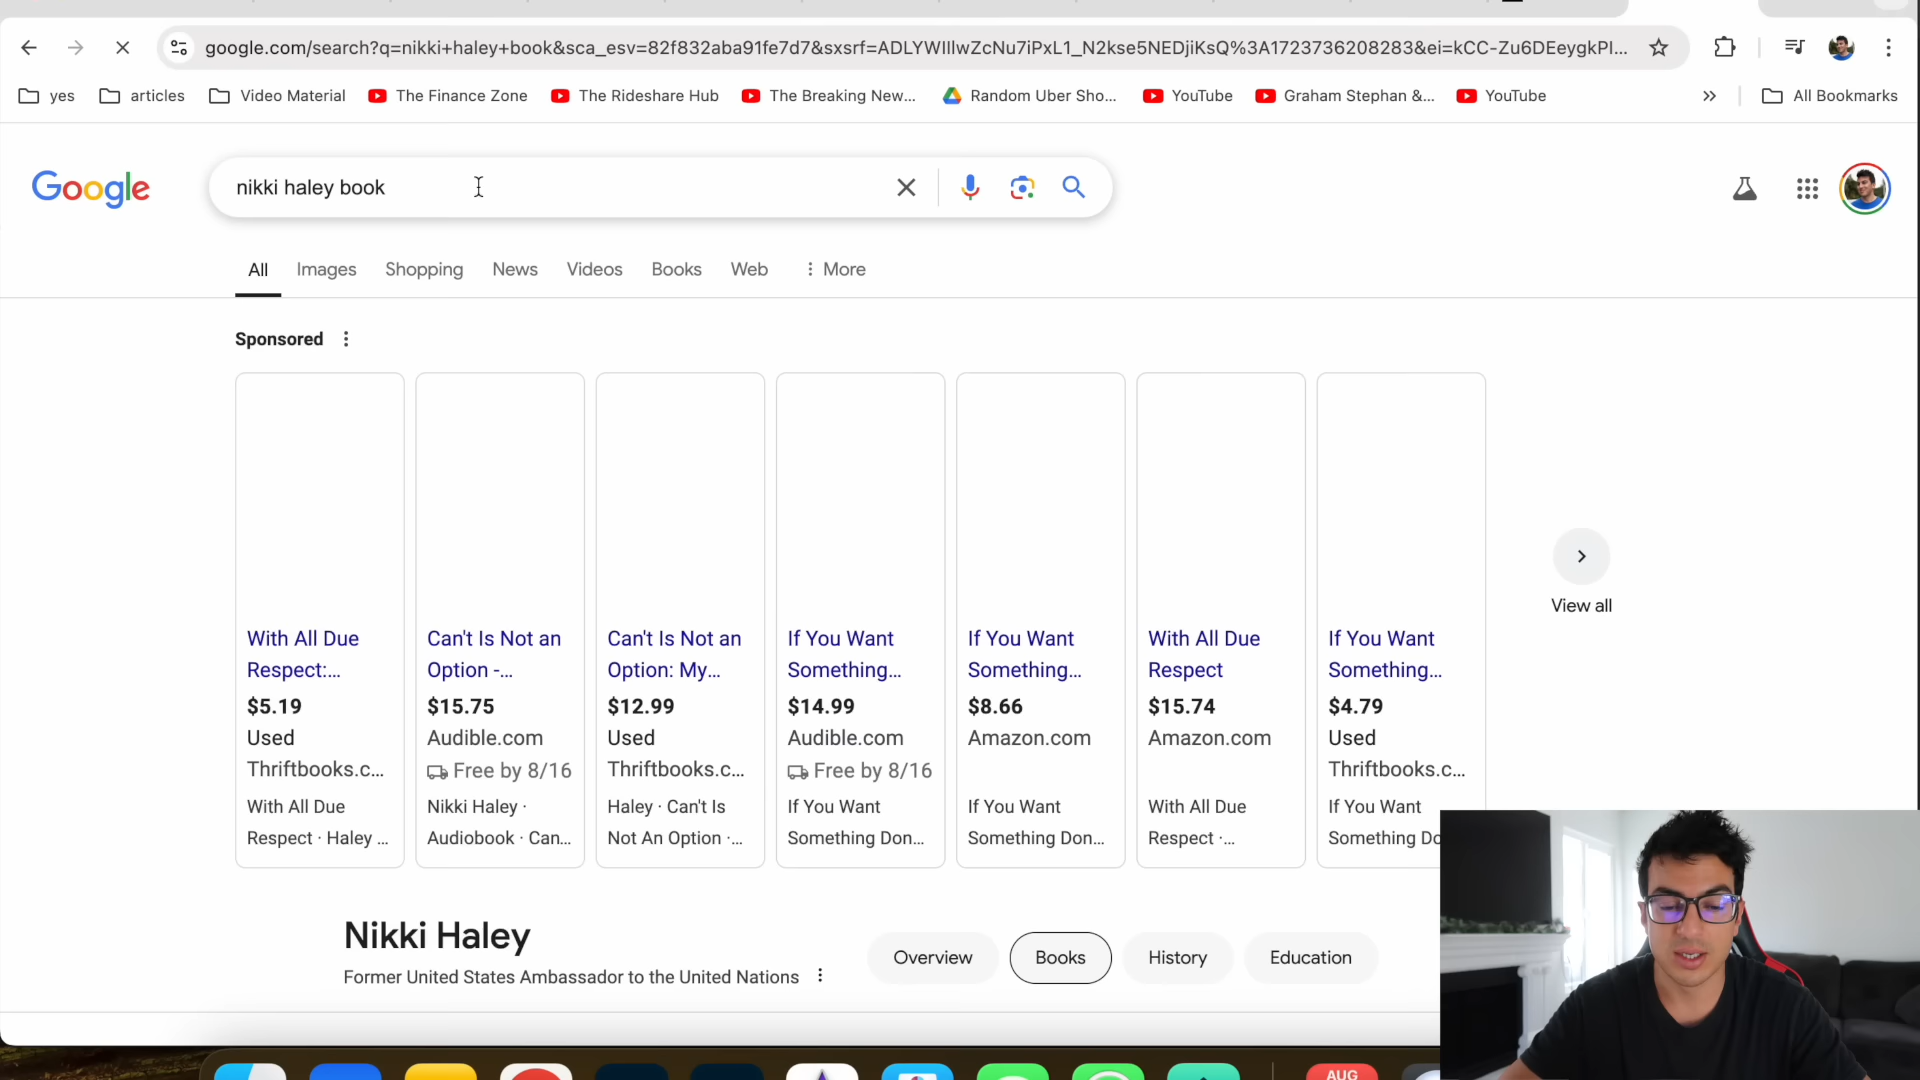 google.com/search?q=nikki+haley+book&sca_esv=82f832aba91fe7d7&sxsrf=ADLYWIIlwZcNu7iPxL1_N2kse5NEDjiKsQ%3A1723736208283&ei=kCC-Zu6DEeygkPI...
yes articles Video Material The Finance Zone The Rideshare Hub The Breaking New... Random Uber Sho... YouTube Graham Stephan &... YouTube All Bookmarks
Google nikki haley book
All Images Shopping News Videos Books Web More
Sponsored
With All Due
Respect:...
$5.19
Used
Thriftbooks.c...
With All Due
Respect · Haley ...
Can't Is Not an
Option -...
$15.75
Audible.com
Free by 8/16
Nikki Haley ·
Audiobook · Can...
Can't Is Not an
Option: My...
$12.99
Used
Thriftbooks.c...
Haley · Can't Is
Not An Option ·...
If You Want
Something...
$14.99
Audible.com
Free by 8/16
If You Want
Something Don...
If You Want
Something...
$8.66
Amazon.com
If You Want
Something Don...
With All Due
Respect
$15.74
Amazon.com
With All Due
Respect ·...
If You Want
Something...
$4.79
Used
Thriftbooks.c...
If You Want
Something Do
View all
Nikki Haley
Former United States Ambassador to the United Nations
Overview Books History Education
AUG